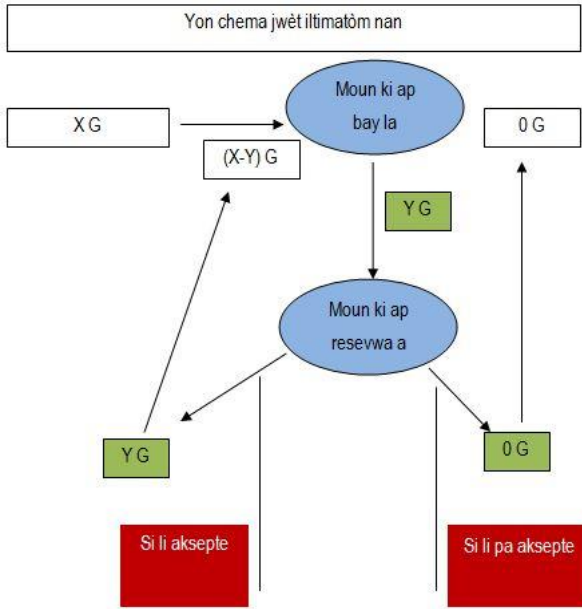 Yon chema jwèt iltimatòm nan
Moun ki ap
bay la
X G
0 G
(X-Y) G
Y G
Moun ki ap
resevwa a
Y G
0 G
Si li aksepte
Si li pa aksepte